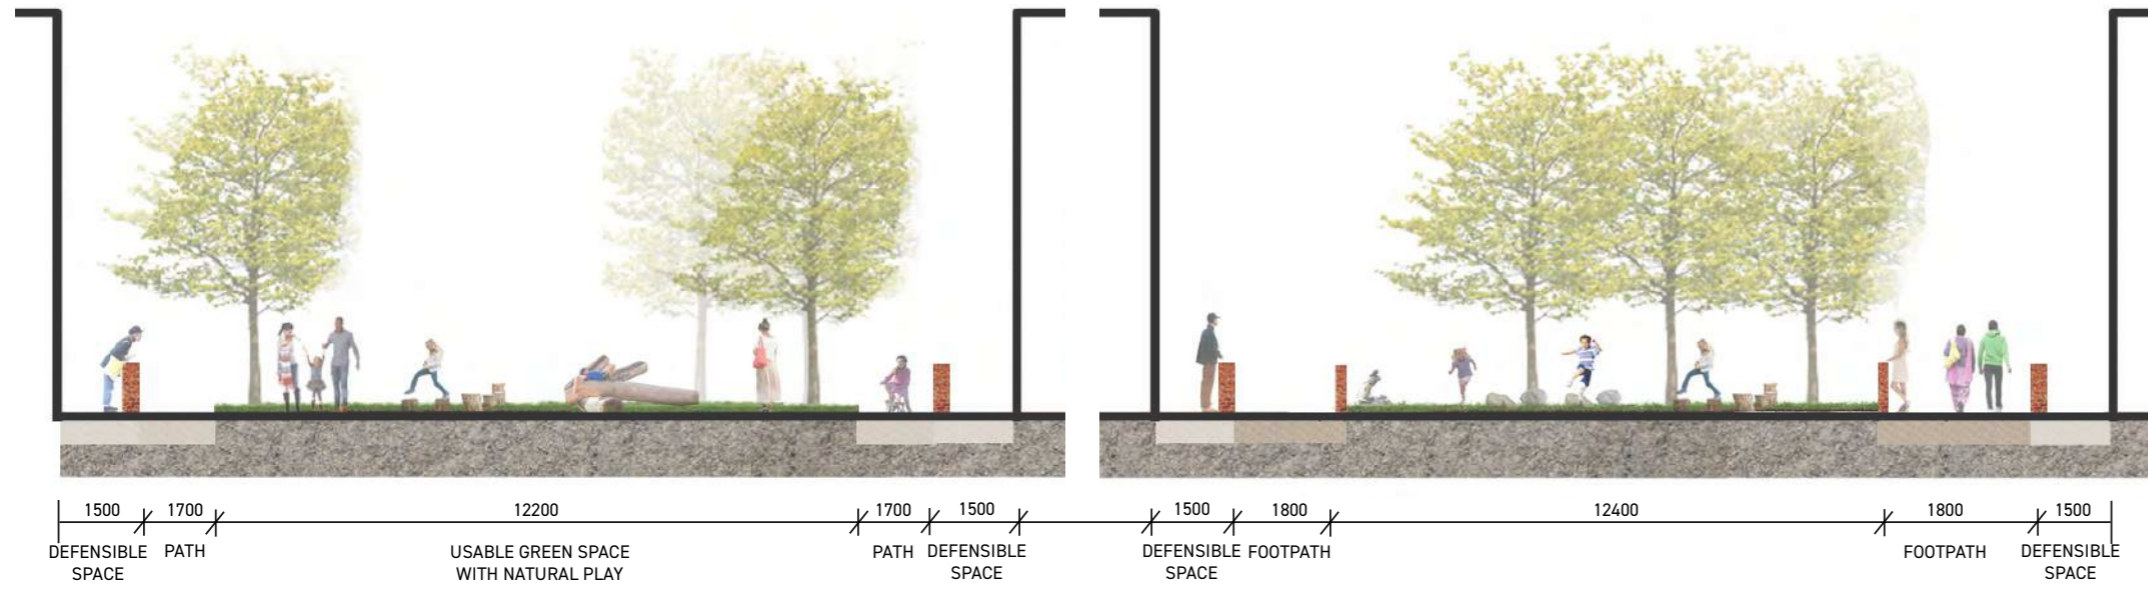 1500 1700 12200 1700 1500 1500 1800 12400 1800 1500
DEFENSIBLE SPACE
PATH
USABLE GREEN SPACE
WITH NATURAL PLAY
PATH
DEFENSIBLE
SPACE
DEFENSIBLE
SPACE
FOOTPATH
FOOTPATH
DEFENSIBLE
SPACE